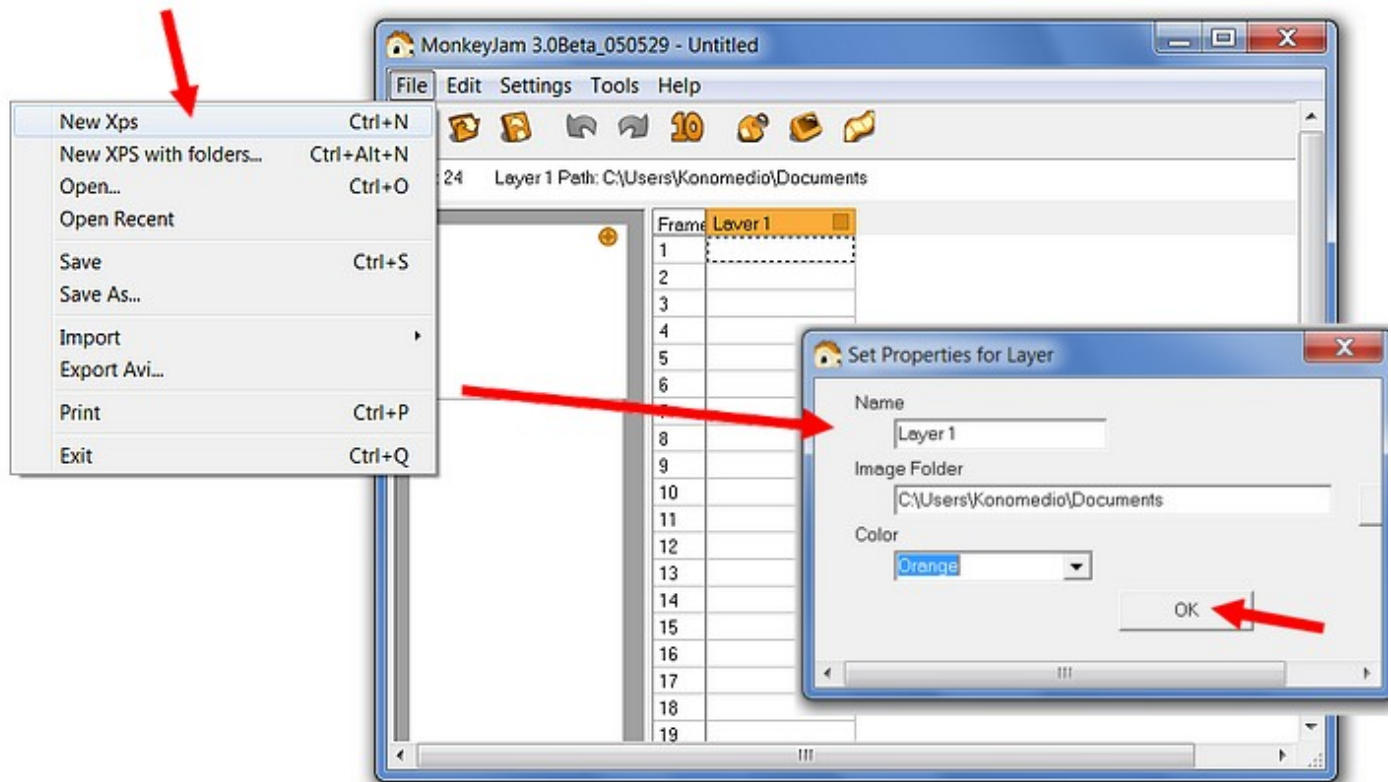 MonkeyJam 3.0Beta_050529 - Untitled
File Edit Settings Tools Help
New Xps Ctrl+N
New XPS with folders... Ctrl+Alt+N
Open... Ctrl+O
Open Recent
Save Ctrl+S
Save As...
Import
Export Avi...
Print Ctrl+P
Exit Ctrl+Q
10
24 Layer 1 Path: C:\Users\Konomedio\Documents
Frame Layer 1
1
2
3
4
5
6
8
9
10
11
12
13
14
15
16
17
18
19
Set Properties for Layer
Name
Layer 1
Image Folder
C:\Users\Konomedio\Documents
Color
Orange
OK